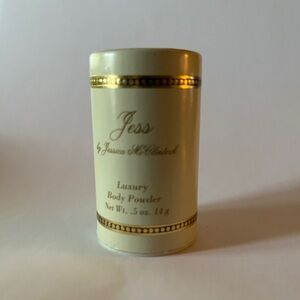 Jess
by Jessica McClintock
Luxury
Body Powder
Net Wt. .5 oz. 14 g